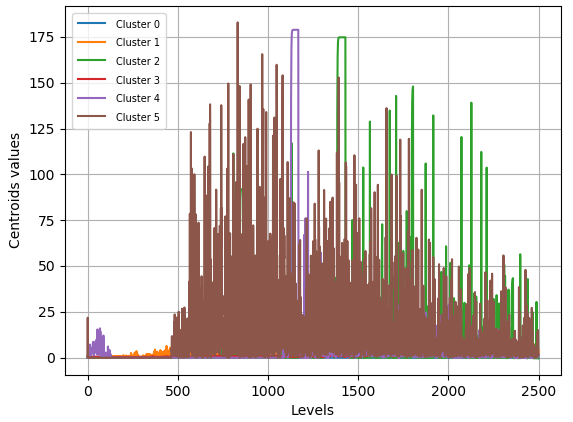 Cluster 0
Cluster 1
Cluster 2
Cluster 3
Cluster 4
Cluster 5
175
150
125
100
75
50
25
0
Centroids values
0
500
1000
1500
2000
2500
Levels